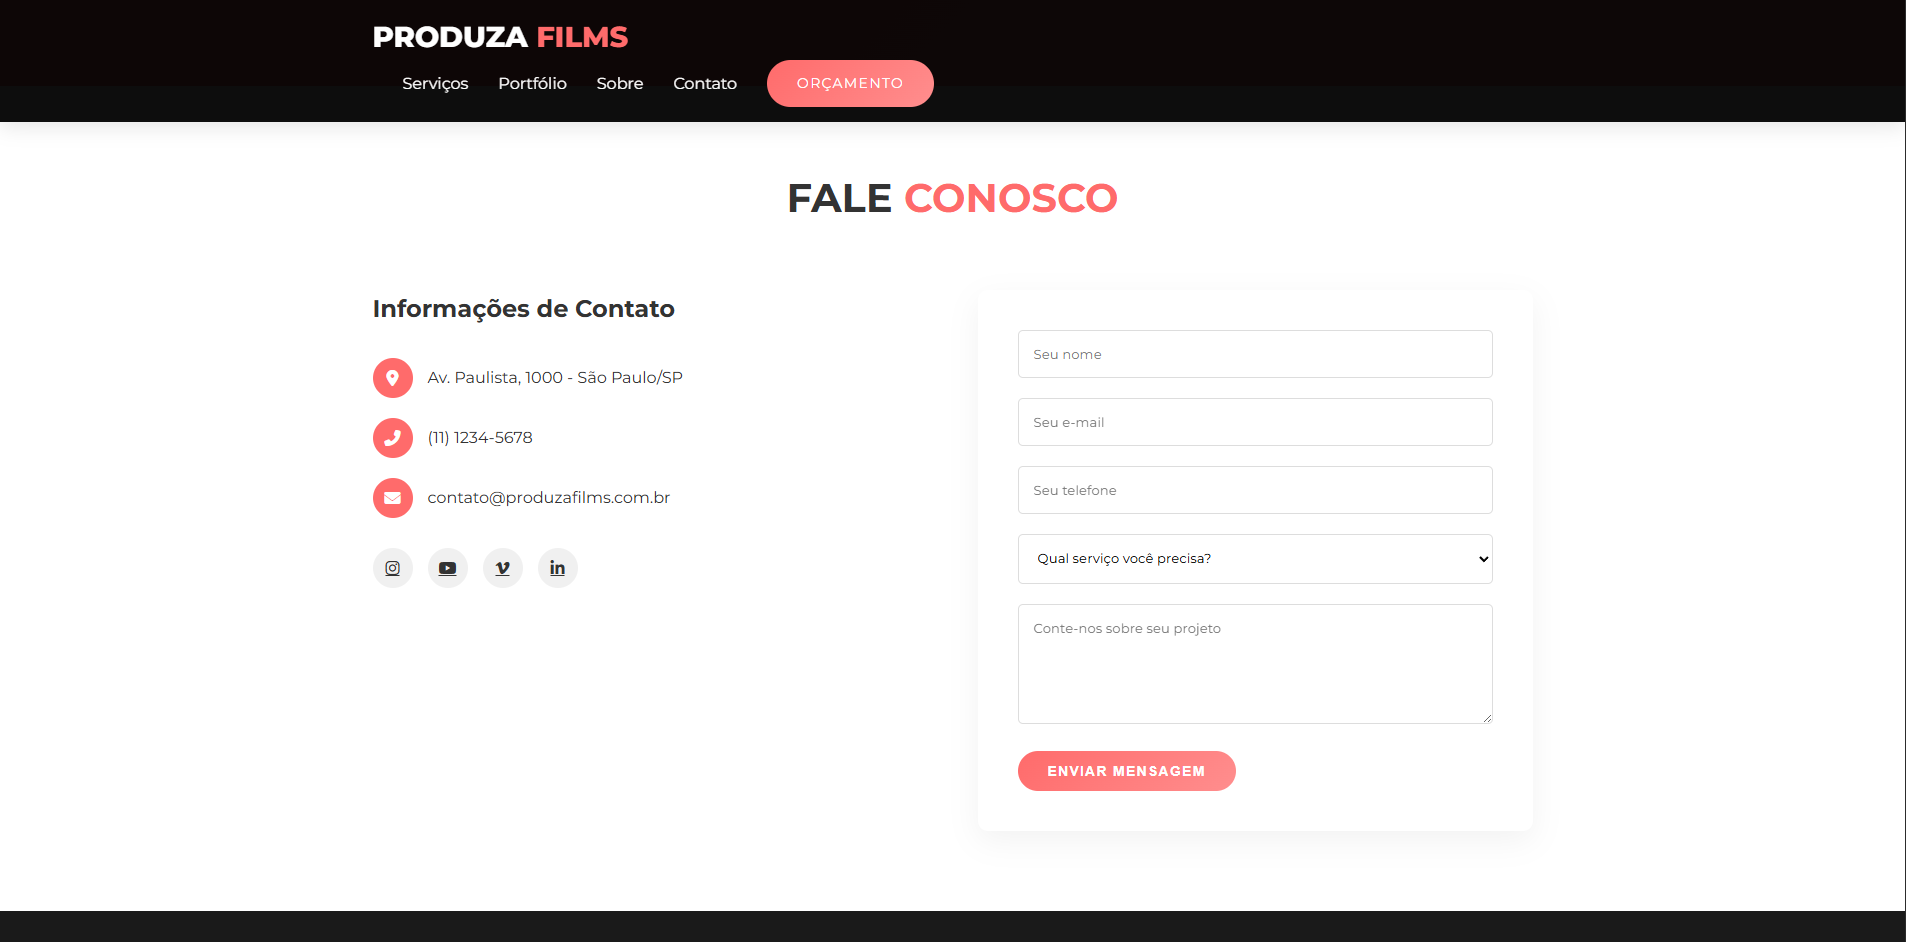 PRODUZA FILMS
Serviços Portfólio Sobre Contato ORÇAMENTO
FALE CONOSCO
Informações de Contato
Av. Paulista, 1000 - São Paulo/SP
(11) 1234-5678
contato@produzafilms.com.br
Seu nome
Seu e-mail
Seu telefone
Qual serviço você precisa?
Conte-nos sobre seu projeto
ENVIAR MENSAGEM